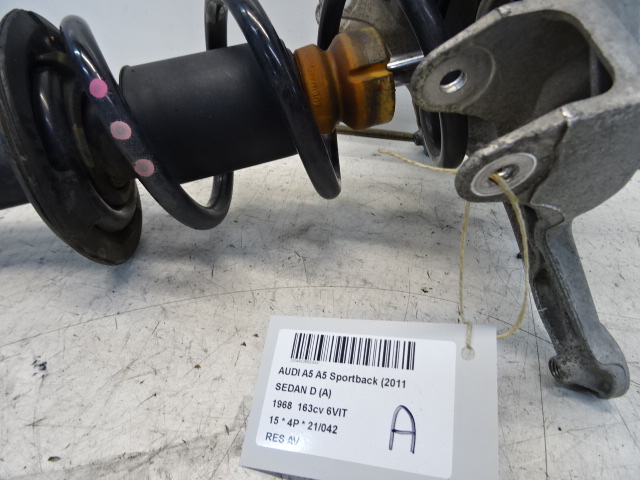 AUDI A5 A5 Sportback (2011
SEDAN D (A)
1968 163cv 6VIT
15 * 4P * 21/042
RES AV
A